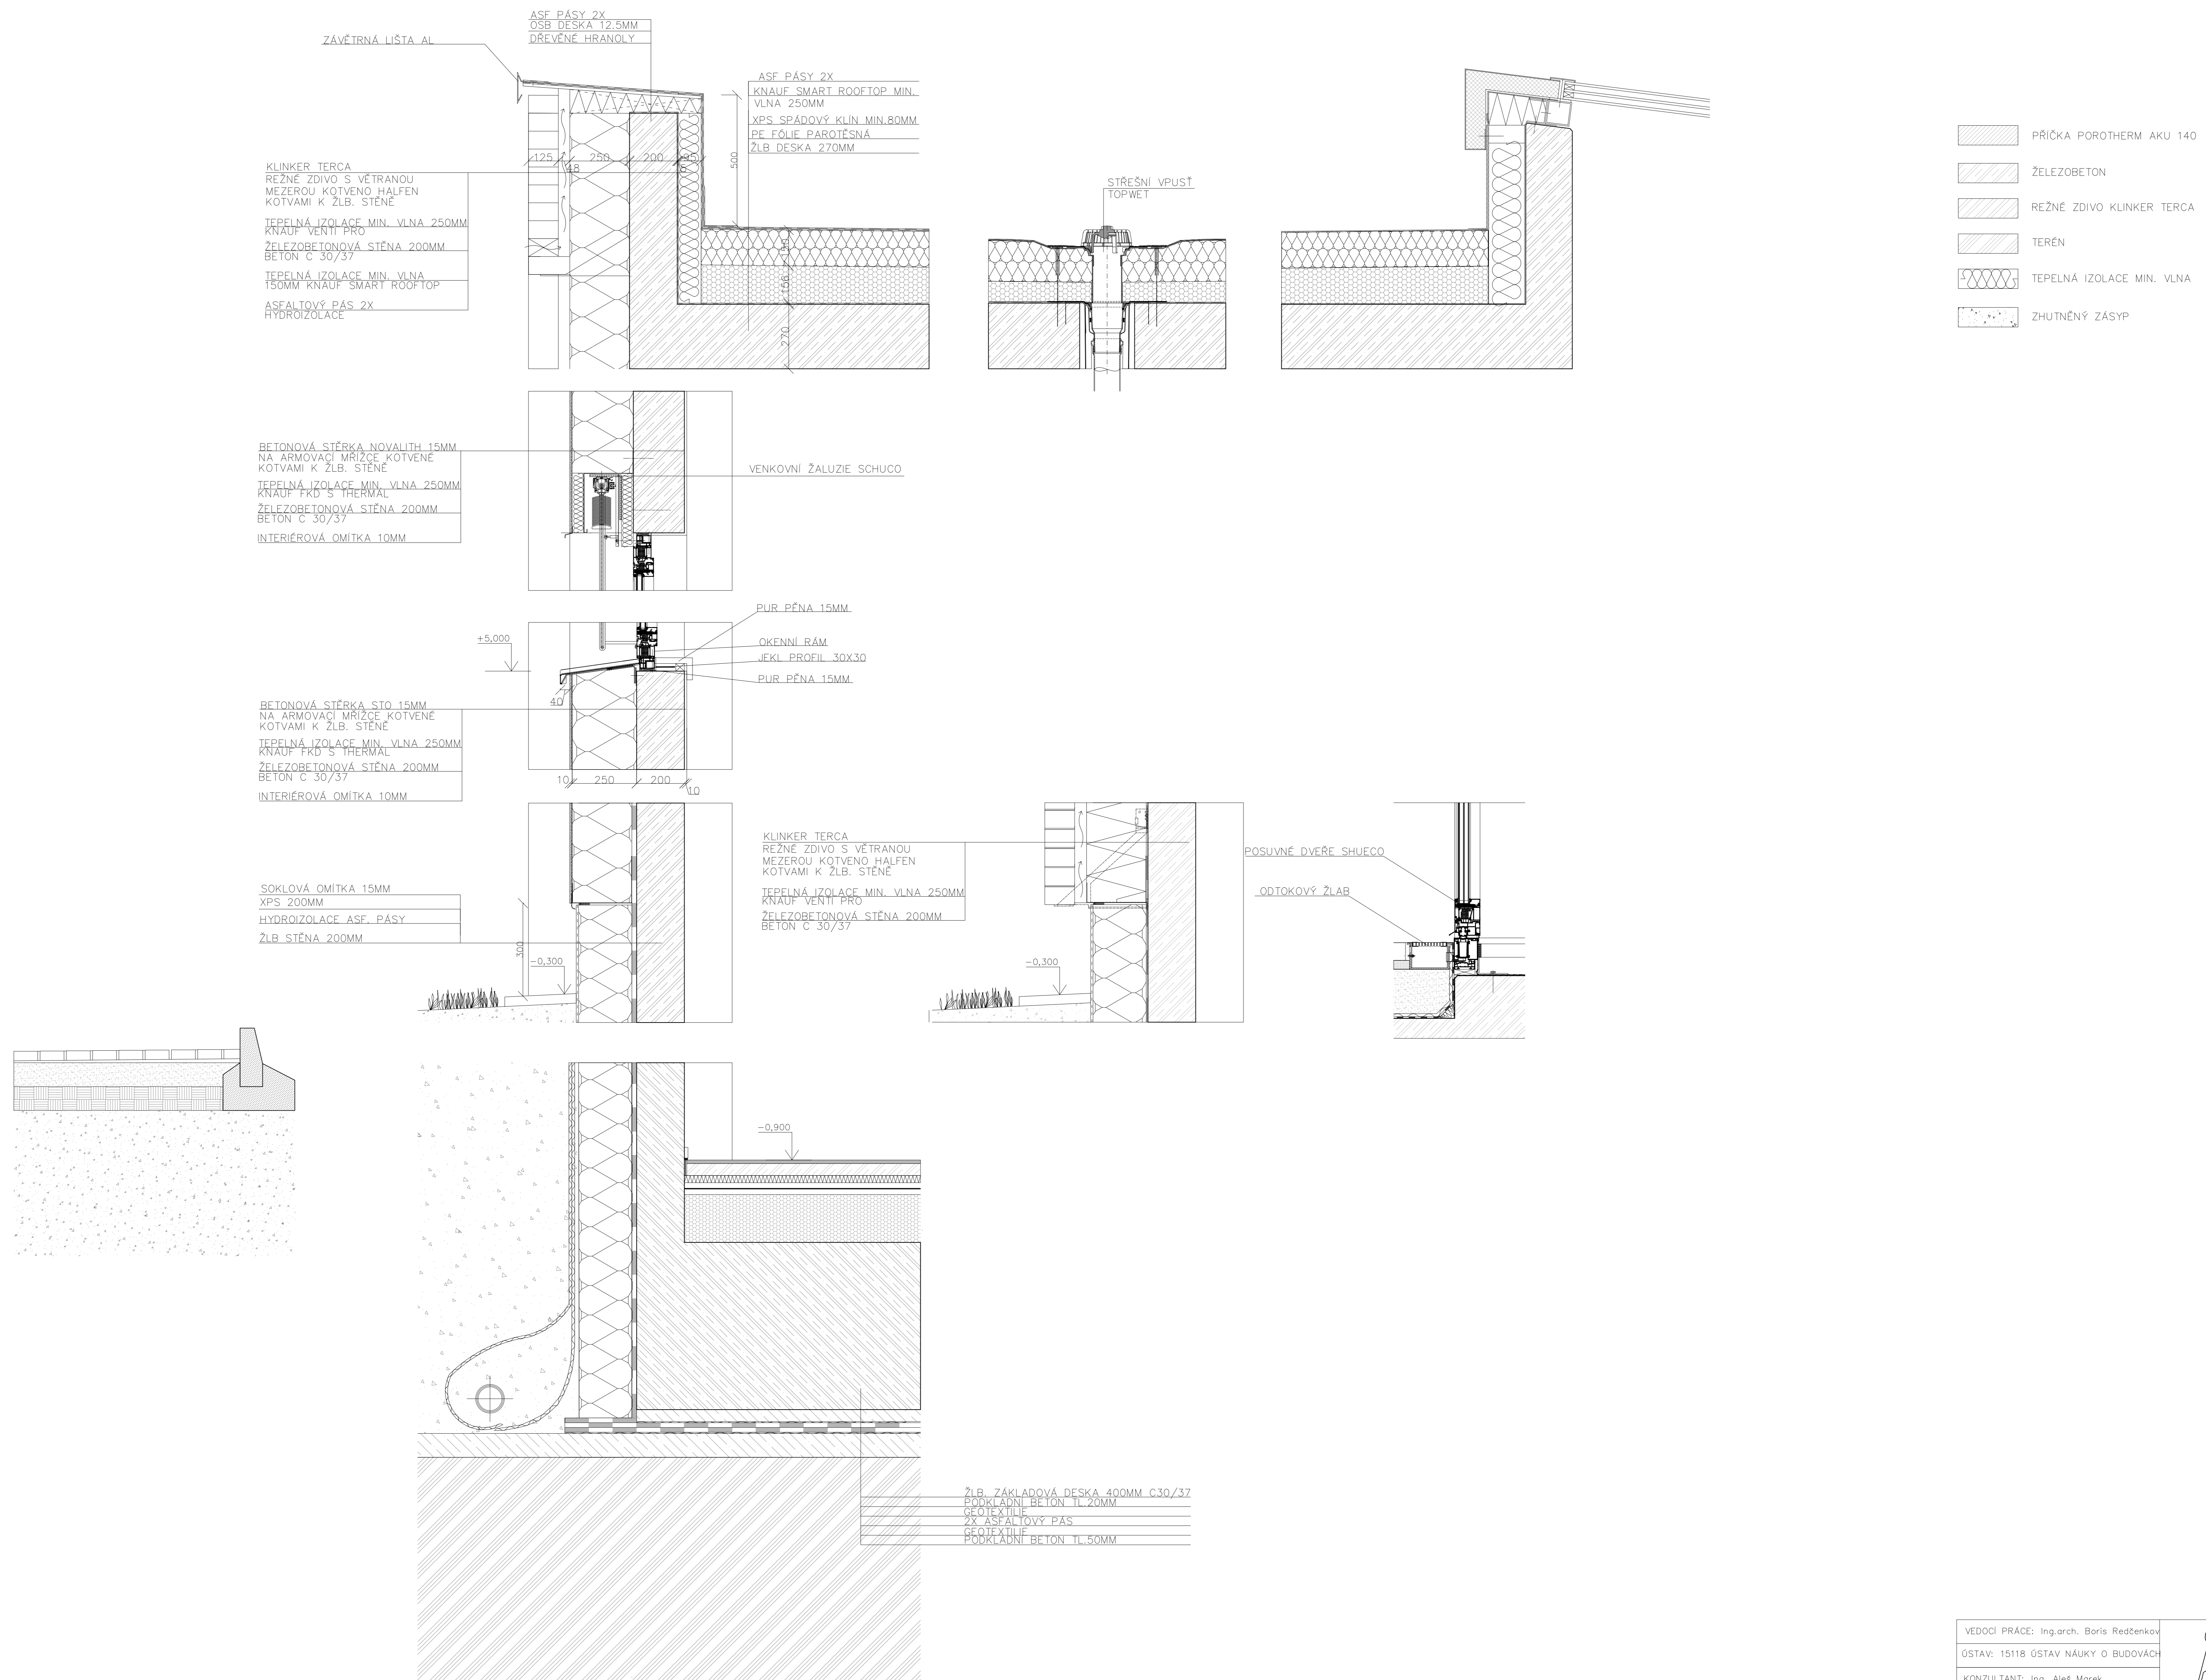 ASF PÁSY 2X
OSB DESKA 12.5MM
DŘEVĚNÉ HRANOLY
ZÁVĚTRNÁ LIŠTA AL
ASF PÁSY 2X
KNAUF SMART ROOFTOP MIN.
VLNA 250MM
XPS SPÁDOVÝ KLÍN MIN.80MM
PE FÓLIE PAROTĚSNÁ
ŽLB DESKA 270MM
500
125
48
250
200
156
270
KLINKER TERCA
REŽNÉ ZDIVO S VĚTRANOU
MEZEROU KOTVENO HALFEN
KOTVAMI K ŽLB. STĚNĚ
TEPELNÁ IZOLACE MIN. VLNA 250MM
KNAUF VENTI PRO
ŽELEZOBETONOVÁ STĚNA 200MM
BETON C 30/37
TEPELNÁ IZOLACE MIN. VLNA
150MM KNAUF SMART ROOFTOP
ASFALTOVÝ PÁS 2X
HYDROIZOLACE
STŘEŠNÍ VPUSŤ
TOPWET
PŘÍČKA POROTHERM AKU 140
ŽELEZOBETON
REŽNÉ ZDIVO KLINKER TERCA
TERÉN
TEPELNÁ IZOLACE MIN. VLNA
ZHUTNĚNÝ ZÁSYP
BETONOVÁ STĚRKA NOVALITH 15MM
NA ARMOVACÍ MŘÍŽCE KOTVENÉ
KOTVAMI K ŽLB. STĚNĚ
TEPELNÁ IZOLACE MIN. VLNA 250MM
KNAUF FKD S THERMAL
ŽELEZOBETONOVÁ STĚNA 200MM
BETON C 30/37
INTERIÉROVÁ OMÍTKA 10MM
VENKOVNÍ ŽALUZIE SCHUCO
+5,000
PUR PĚNA 15MM
OKENNÍ RÁM
JEKL PROFIL 30X30
PUR PĚNA 15MM
40
BETONOVÁ STĚRKA STO 15MM
NA ARMOVACÍ MŘÍŽCE KOTVENÉ
KOTVAMI K ŽLB. STĚNĚ
TEPELNÁ IZOLACE MIN. VLNA 250MM
KNAUF FKD S THERMAL
ŽELEZOBETONOVÁ STĚNA 200MM
BETON C 30/37
INTERIÉROVÁ OMÍTKA 10MM
10
250
200
10
SOKLOVÁ OMÍTKA 15MM
XPS 200MM
HYDROIZOLACE ASF. PÁSY
ŽLB STĚNA 200MM
300
-0,300
KLINKER TERCA
REŽNÉ ZDIVO S VĚTRANOU
MEZEROU KOTVENO HALFEN
KOTVAMI K ŽLB. STĚNĚ
TEPELNÁ IZOLACE MIN. VLNA 250MM
KNAUF VENTI PRO
ŽELEZOBETONOVÁ STĚNA 200MM
BETON C 30/37
-0,300
POSUVNÉ DVEŘE SHUECO
ODTOKOVÝ ŽLAB
-0,900
ŽLB. ZÁKLADOVÁ DESKA 400MM C30/37
PODKLADNÍ BETON TL.20MM
GEOTEXTILIE
2X ASFALTOVÝ PÁS
GEOTEXTILIE
PODKLADNÍ BETON TL.50MM
VEDOCÍ PRÁCE: Ing.arch. Boris Redčenkov
ÚSTAV: 15118 ÚSTAV NÁUKY O BUDOVÁCH
KONZULTANT: Ing. Aleš Marek